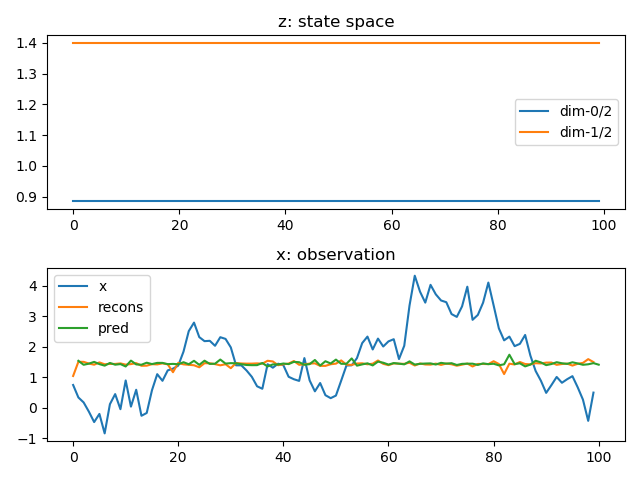 z: state space
1.4
1.3
1.2
1.1
1.0
0.9
dim-0/2
dim-1/2
0 20 40 60 80 100
x: observation
4
3
2
1
0
−1
x
recons
pred
0 20 40 60 80 100